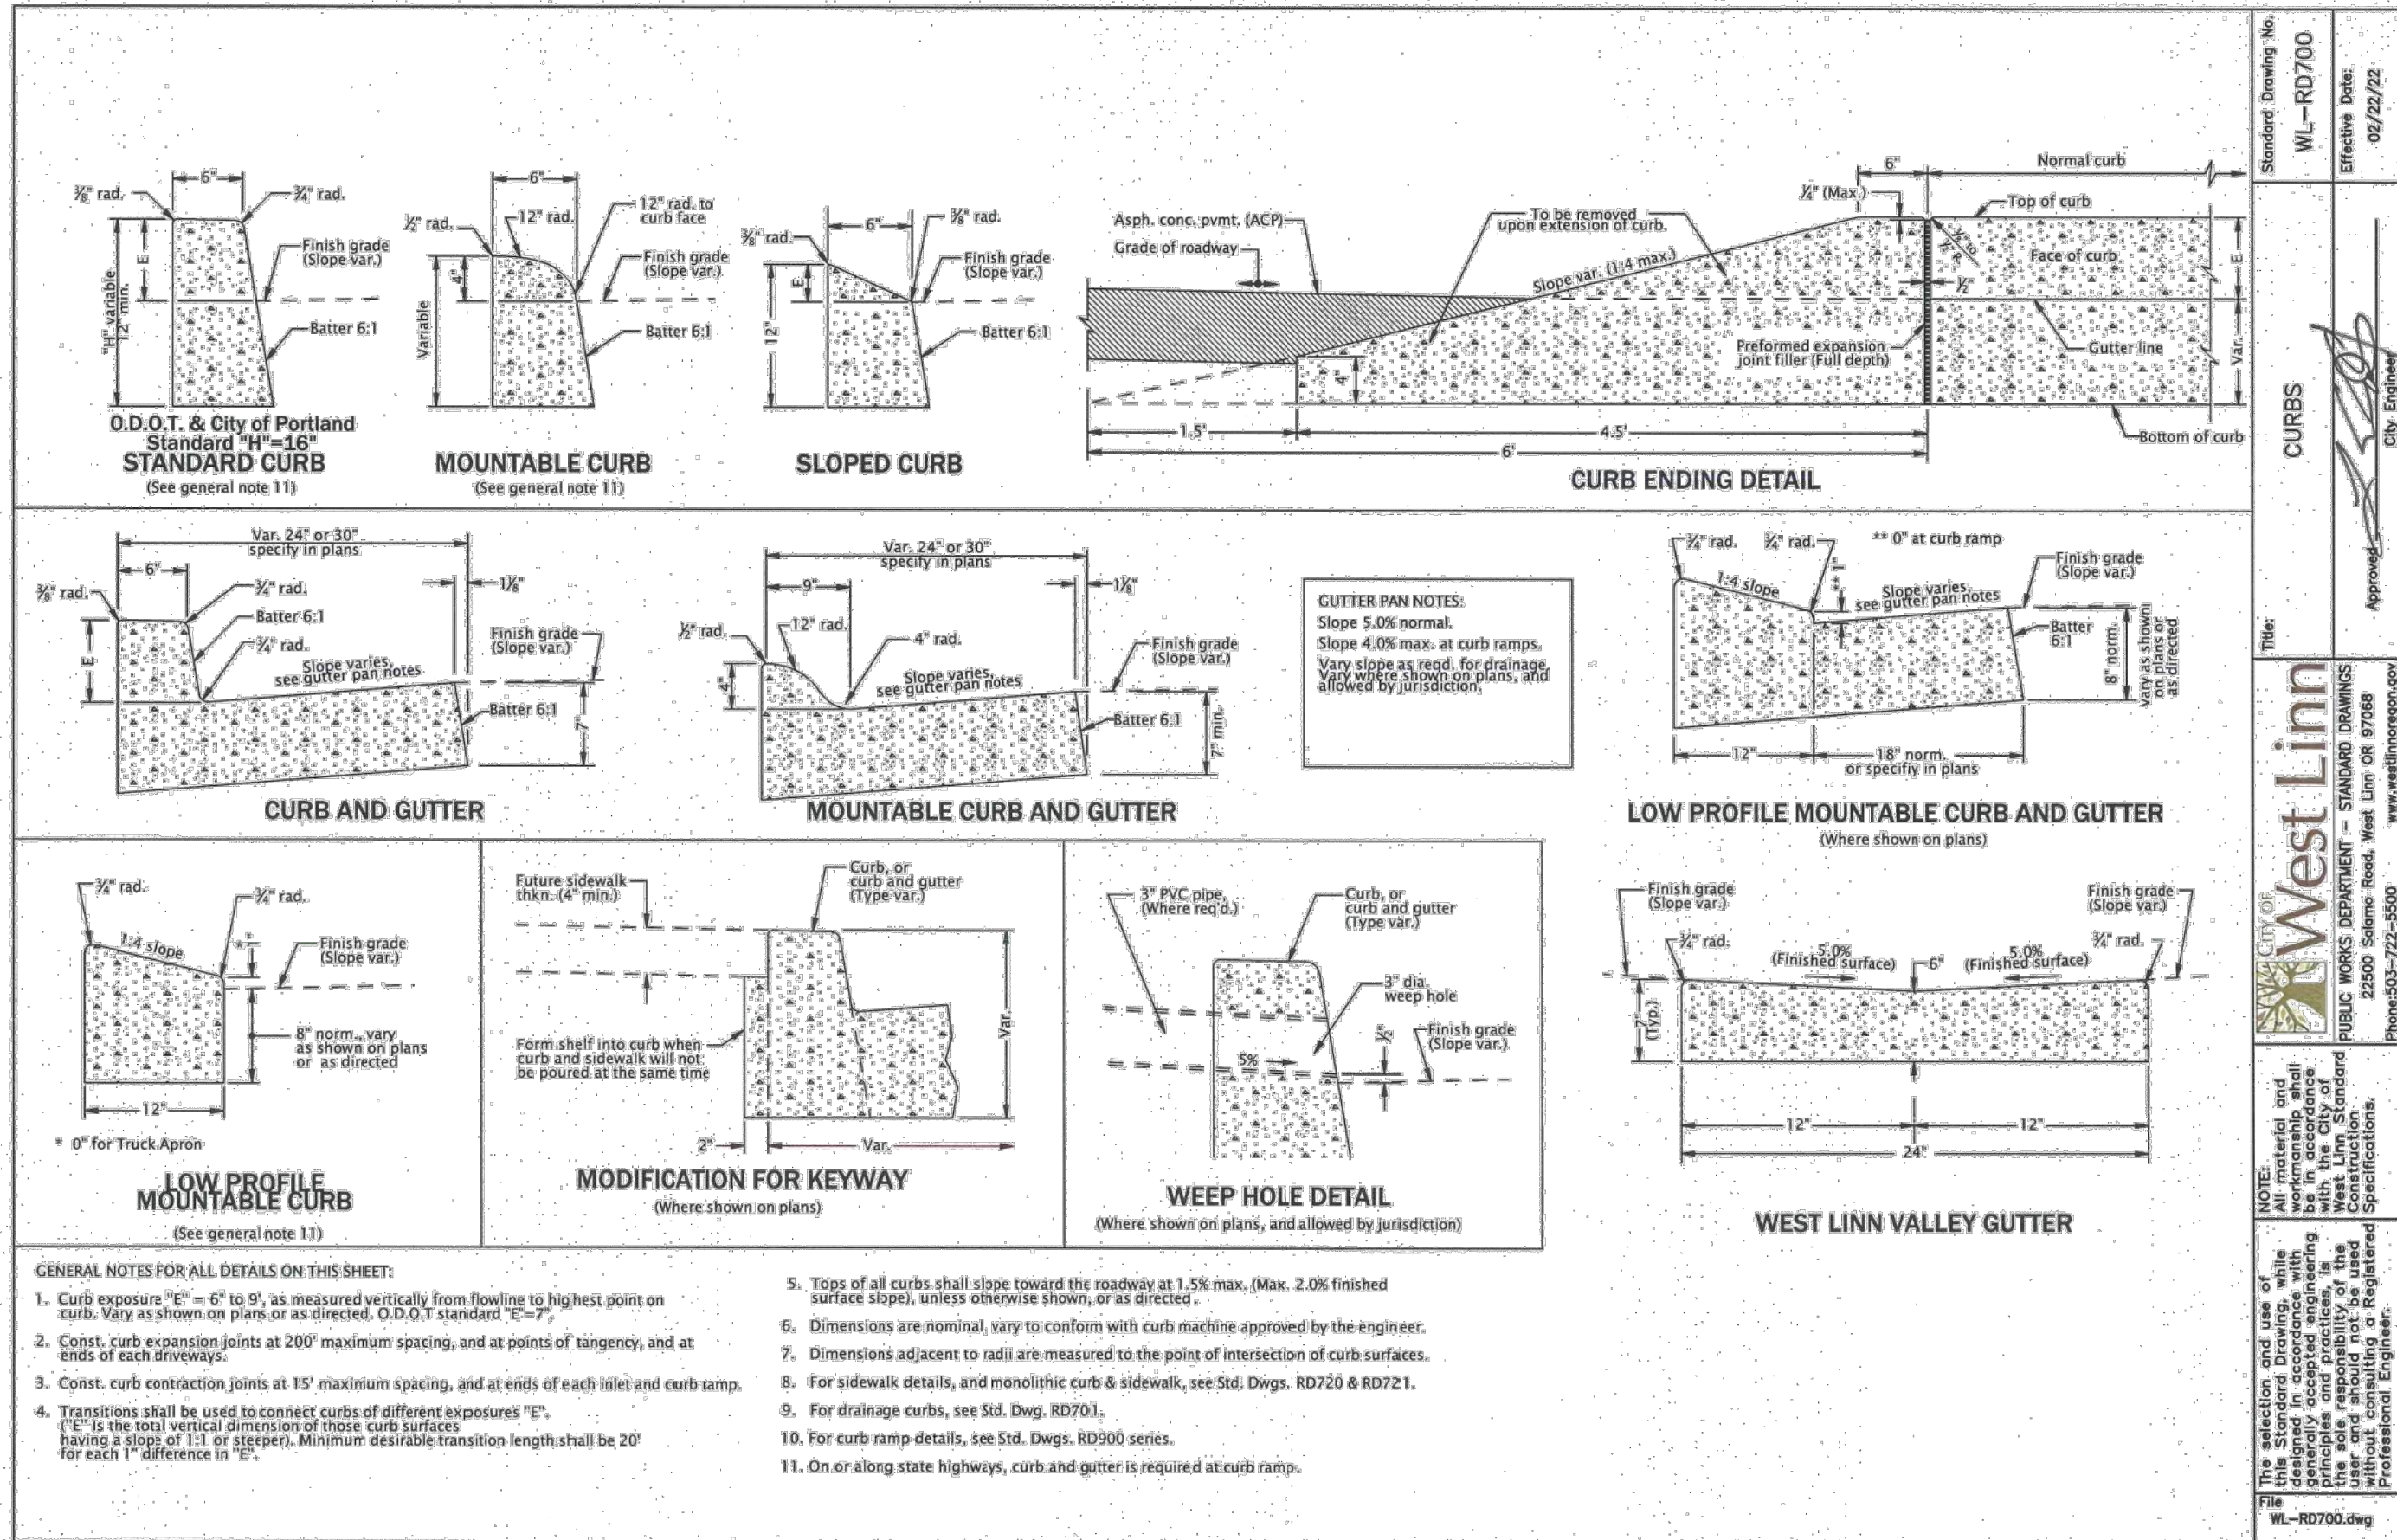 6"
⅜" rad.
¾" rad.
Finish grade
(Slope var.)
E
"H" variable
12" min.
Batter 6:1
O.D.O.T. & City of Portland
Standard "H"=16"
STANDARD CURB
(See general note 11)
6"
½" rad.
12" rad.
12" rad. to
curb face
Finish grade
(Slope var.)
4"
Variable
Batter 6:1
MOUNTABLE CURB
(See general note 11)
6"
⅜" rad.
⅜" rad.
Finish grade
(Slope var.)
E
12"
Batter 6:1
SLOPED CURB
6"
Normal curb
¼" (Max.)
Top of curb
Asph. conc. pvmt. (ACP)
Grade of roadway
To be removed
upon extension of curb.
Slope var. (1:4 max.)
Face of curb
E
½"
Preformed expansion
joint filler (Full depth)
Gutter line
Var.
4"
1.5'
4.5'
6'
Bottom of curb
CURB ENDING DETAIL
Var. 24" or 30"
specify in plans
6"
1⅛"
⅜" rad.
¾" rad.
Batter 6:1
¾" rad.
E
Slope varies,
see gutter pan notes
Finish grade
(Slope var.)
Batter 6:1
7"
CURB AND GUTTER
Var. 24" or 30"
specify in plans
9"
1⅛"
½" rad.
12" rad.
4" rad.
4"
Slope varies,
see gutter pan notes
Finish grade
(Slope var.)
Batter 6:1
7" min.
MOUNTABLE CURB AND GUTTER
GUTTER PAN NOTES:
Slope 5.0% normal.
Slope 4.0% max. at curb ramps.
Vary slope as reqd. for drainage.
Vary where shown on plans, and
allowed by jurisdiction.
¾" rad.
¾" rad.
** 0" at curb ramp
1:4 slope
** 1"
Slope varies,
see gutter pan notes
Finish grade
(Slope var.)
Batter
6:1
8" norm.
vary as shown
on plans or
as directed
12"
18" norm.
or specifiy in plans
LOW PROFILE MOUNTABLE CURB AND GUTTER
(Where shown on plans)
¾" rad.
¾" rad.
1:4 slope
Finish grade
(Slope var.)
8" norm., vary
as shown on plans
or as directed
12"
* 0" for Truck Apron
LOW PROFILE
MOUNTABLE CURB
(See general note 11)
Future sidewalk
thkn. (4" min.)
Curb, or
curb and gutter
(Type var.)
Form shelf into curb when
curb and sidewalk will not
be poured at the same time
Var.
2"
Var.
MODIFICATION FOR KEYWAY
(Where shown on plans)
3" PVC pipe,
(Where req'd.)
Curb, or
curb and gutter
(Type var.)
3" dia.
weep hole
5%
½"
Finish grade
(Slope var.)
WEEP HOLE DETAIL
(Where shown on plans, and allowed by jurisdiction)
Finish grade
(Slope var.)
Finish grade
(Slope var.)
¾" rad.
5.0%
(Finished surface)
6"
5.0%
(Finished surface)
¾" rad.
7"
(Typ.)
12"
12"
24"
WEST LINN VALLEY GUTTER
GENERAL NOTES FOR ALL DETAILS ON THIS SHEET:
1. Curb exposure "E" = 6" to 9', as measured vertically from flowline to highest point on
curb. Vary as shown on plans or as directed. O.D.O.T standard "E"=7".
2. Const. curb expansion joints at 200' maximum spacing, and at points of tangency, and at
ends of each driveways.
3. Const. curb contraction joints at 15' maximum spacing, and at ends of each inlet and curb ramp.
4. Transitions shall be used to connect curbs of different exposures "E".
("E" is the total vertical dimension of those curb surfaces
having a slope of 1:1 or steeper). Minimum desirable transition length shall be 20'
for each 1" difference in "E".
5. Tops of all curbs shall slope toward the roadway at 1.5% max. (Max. 2.0% finished
surface slope), unless otherwise shown, or as directed.
6. Dimensions are nominal, vary to conform with curb machine approved by the engineer.
7. Dimensions adjacent to radii are measured to the point of intersection of curb surfaces.
8. For sidewalk details, and monolithic curb & sidewalk, see Std. Dwgs. RD720 & RD721.
9. For drainage curbs, see Std. Dwg. RD701.
10. For curb ramp details, see Std. Dwgs. RD900 series.
11. On or along state highways, curb and gutter is required at curb ramp.
Standard Drawing No.
WL-RD700
Effective Date:
02/22/22
Title:
CURBS
Approved
City Engineer
CITY OF
West Linn
PUBLIC WORKS DEPARTMENT - STANDARD DRAWINGS
22500 Salamo Road, West Linn OR 97068
Phone:503-722-5500
www.westlinnoregon.gov
NOTE:
All material and
workmanship shall
be in accordance
with the City of
West Linn Standard
Construction
Specifications.
The selection and use of
this Standard Drawing, while
designed in accordance with
generally accepted engineering
principles and practices, is
the sole responsibility of the
user and should not be used
without consulting a Registered
Professional Engineer.
File
WL-RD700.dwg